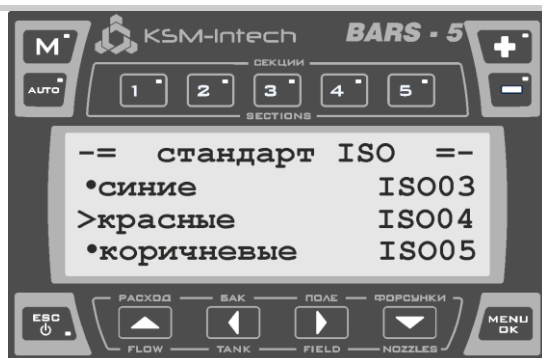 M
KSM-Intech
BARS - 5
+
AUTO
СЕКЦИИ
1 2 3 4 5
-
SECTIONS
-= стандарт ISO =-
•синие ISO03
>красные ISO04
•коричневые ISO05
ESC
РАСХОД БАК ПОЛЕ ФОРСУНКИ
MENU
OK
FLOW TANK FIELD NOZZLES